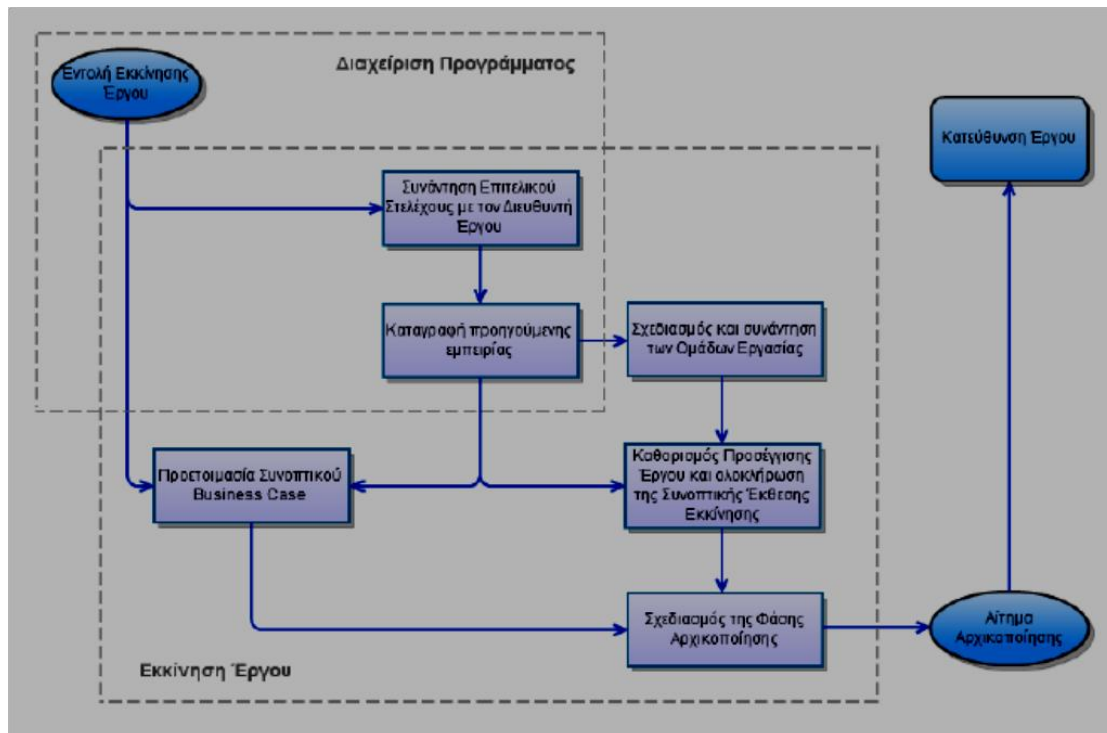 Διαχείριση Προγράμματος
Εντολή Εκκίνησης
Έργου
Κατεύθυνση Έργου
Συνάντηση Επιτελικού
Στελέχους με τον Διευθυντή
Έργου
Καταγραφή προηγούμενης
εμπειρίας
Σχεδιασμός και συνάντηση
των Ομάδων Εργασίας
Προετοιμασία Συνοπτικού
Business Case
Καθορισμός Προσέγγισης
Έργου και ολοκλήρωση
της Συνοπτικής Έκθεσης
Εκκίνησης
Σχεδιασμός της Φάσης
Αρχικοποίησης
Αίτημα
Αρχικοποίησης
Εκκίνηση Έργου